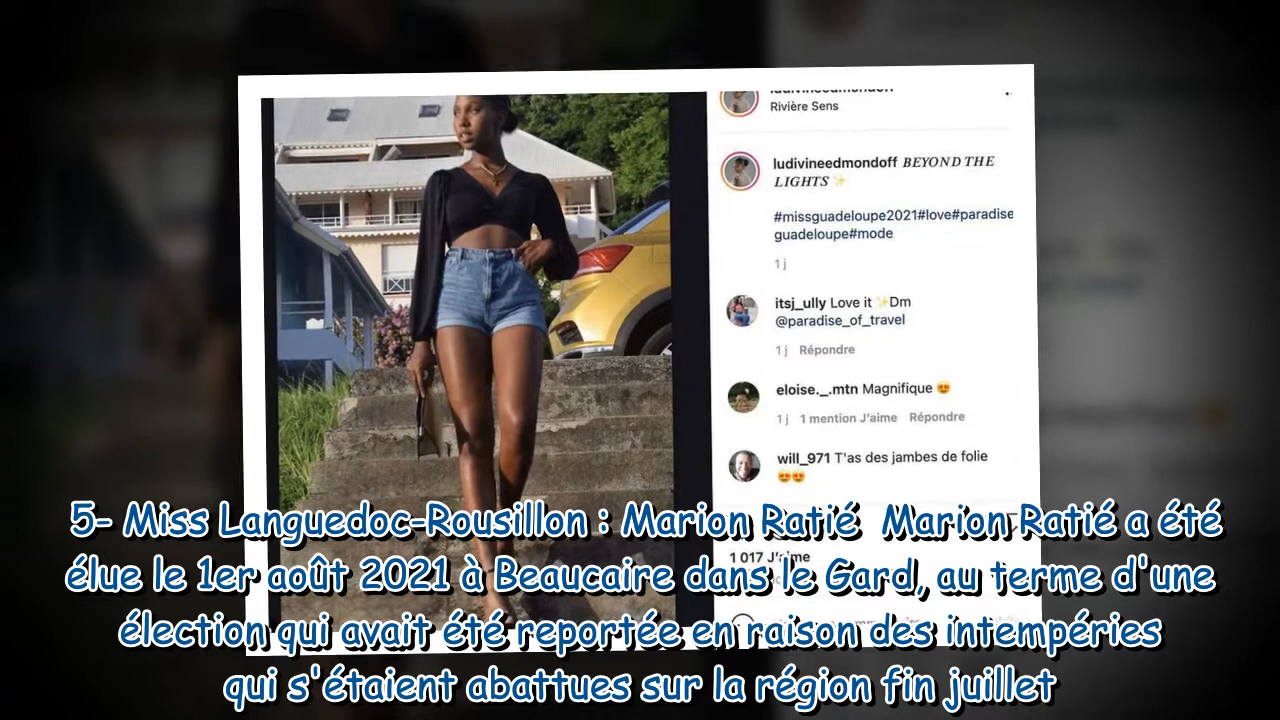 ludivineedmondoff
Rivière Sens
ludivineedmondoff BEYOND THE
LIGHTS ✨
#missguadeloupe2021#love#paradise
guadeloupe#mode
1 j
itsj_ully Love it ✨Dm
@paradise_of_travel
1 j Répondre
eloise._.mtn Magnifique 😍
1 j 1 mention J'aime Répondre
will_971 T'as des jambes de folie
😍😍
1 017 J'aime
5- Miss Languedoc-Rousillon : Marion Ratié Marion Ratié a été
élue le 1er août 2021 à Beaucaire dans le Gard, au terme d'une
élection qui avait été reportée en raison des intempéries
qui s'étaient abattues sur la région fin juillet